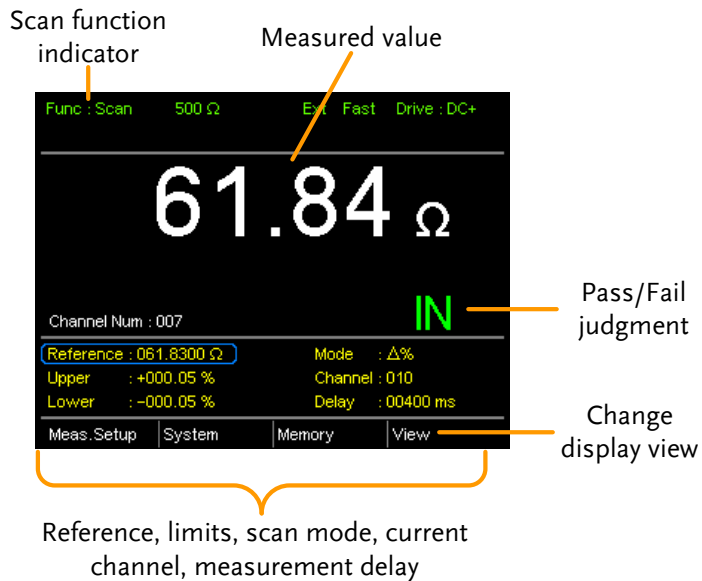 Scan function
indicator
Measured value
Func : Scan 500 Ω Ext Fast Drive : DC+
61.84 Ω
IN
Channel Num : 007
Pass/Fail
judgment
Reference : 061.8300 Ω Mode : Δ%
Upper : +000.05 % Channel : 010
Lower : −000.05 % Delay : 00400 ms
Meas.Setup System Memory View
Change
display view
Reference, limits, scan mode, current
channel, measurement delay